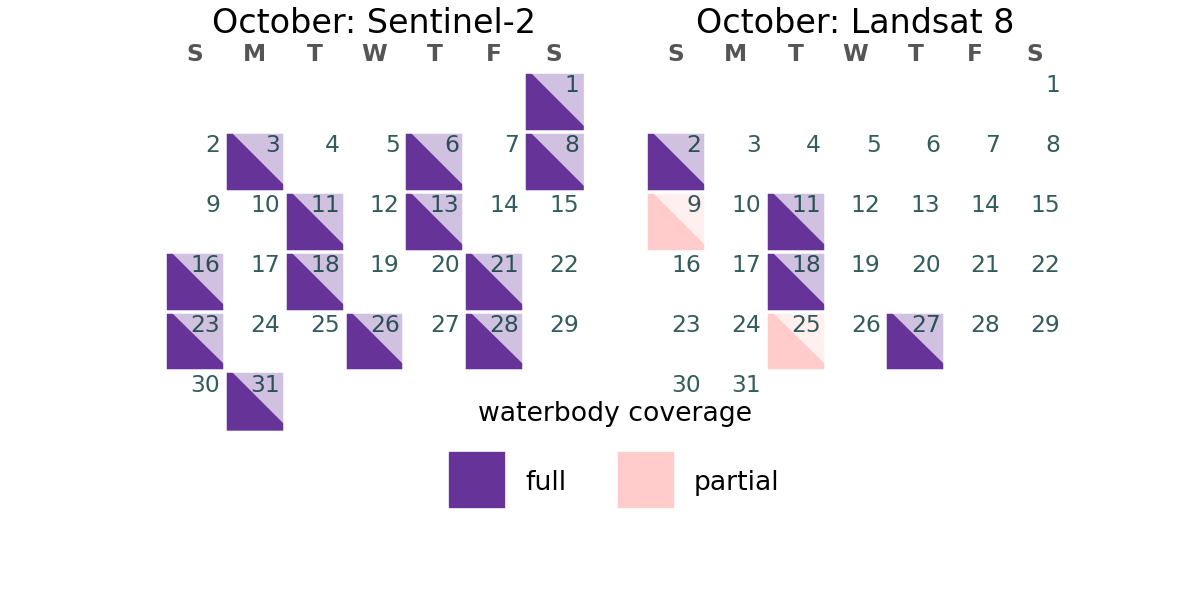 October: Sentinel-2
S M T W T F S
1
2 3 4 5 6 7 8
9 10 11 12 13 14 15
16 17 18 19 20 21 22
23 24 25 26 27 28 29
30 31
October: Landsat 8
S M T W T F S
1
2 3 4 5 6 7 8
9 10 11 12 13 14 15
16 17 18 19 20 21 22
23 24 25 26 27 28 29
30 31
waterbody coverage
full partial